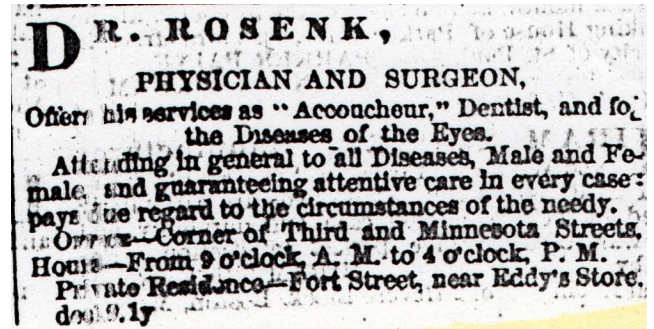 DR. ROSENK,
PHYSICIAN AND SURGEON,
Offers his services as "Accoucheur," Dentist, and for
the Diseases of the Eyes.
Attending in general to all Diseases, Male and Fe-
male and guaranteeing attentive care in every case:
pays due regard to the circumstances of the needy.
Office—Corner of Third and Minnesota Streets,
Hours—From 9 o'clock, A. M. to 4 o'clock, P. M.
Private Residence—Fort Street, near Eddy's Store.
1y